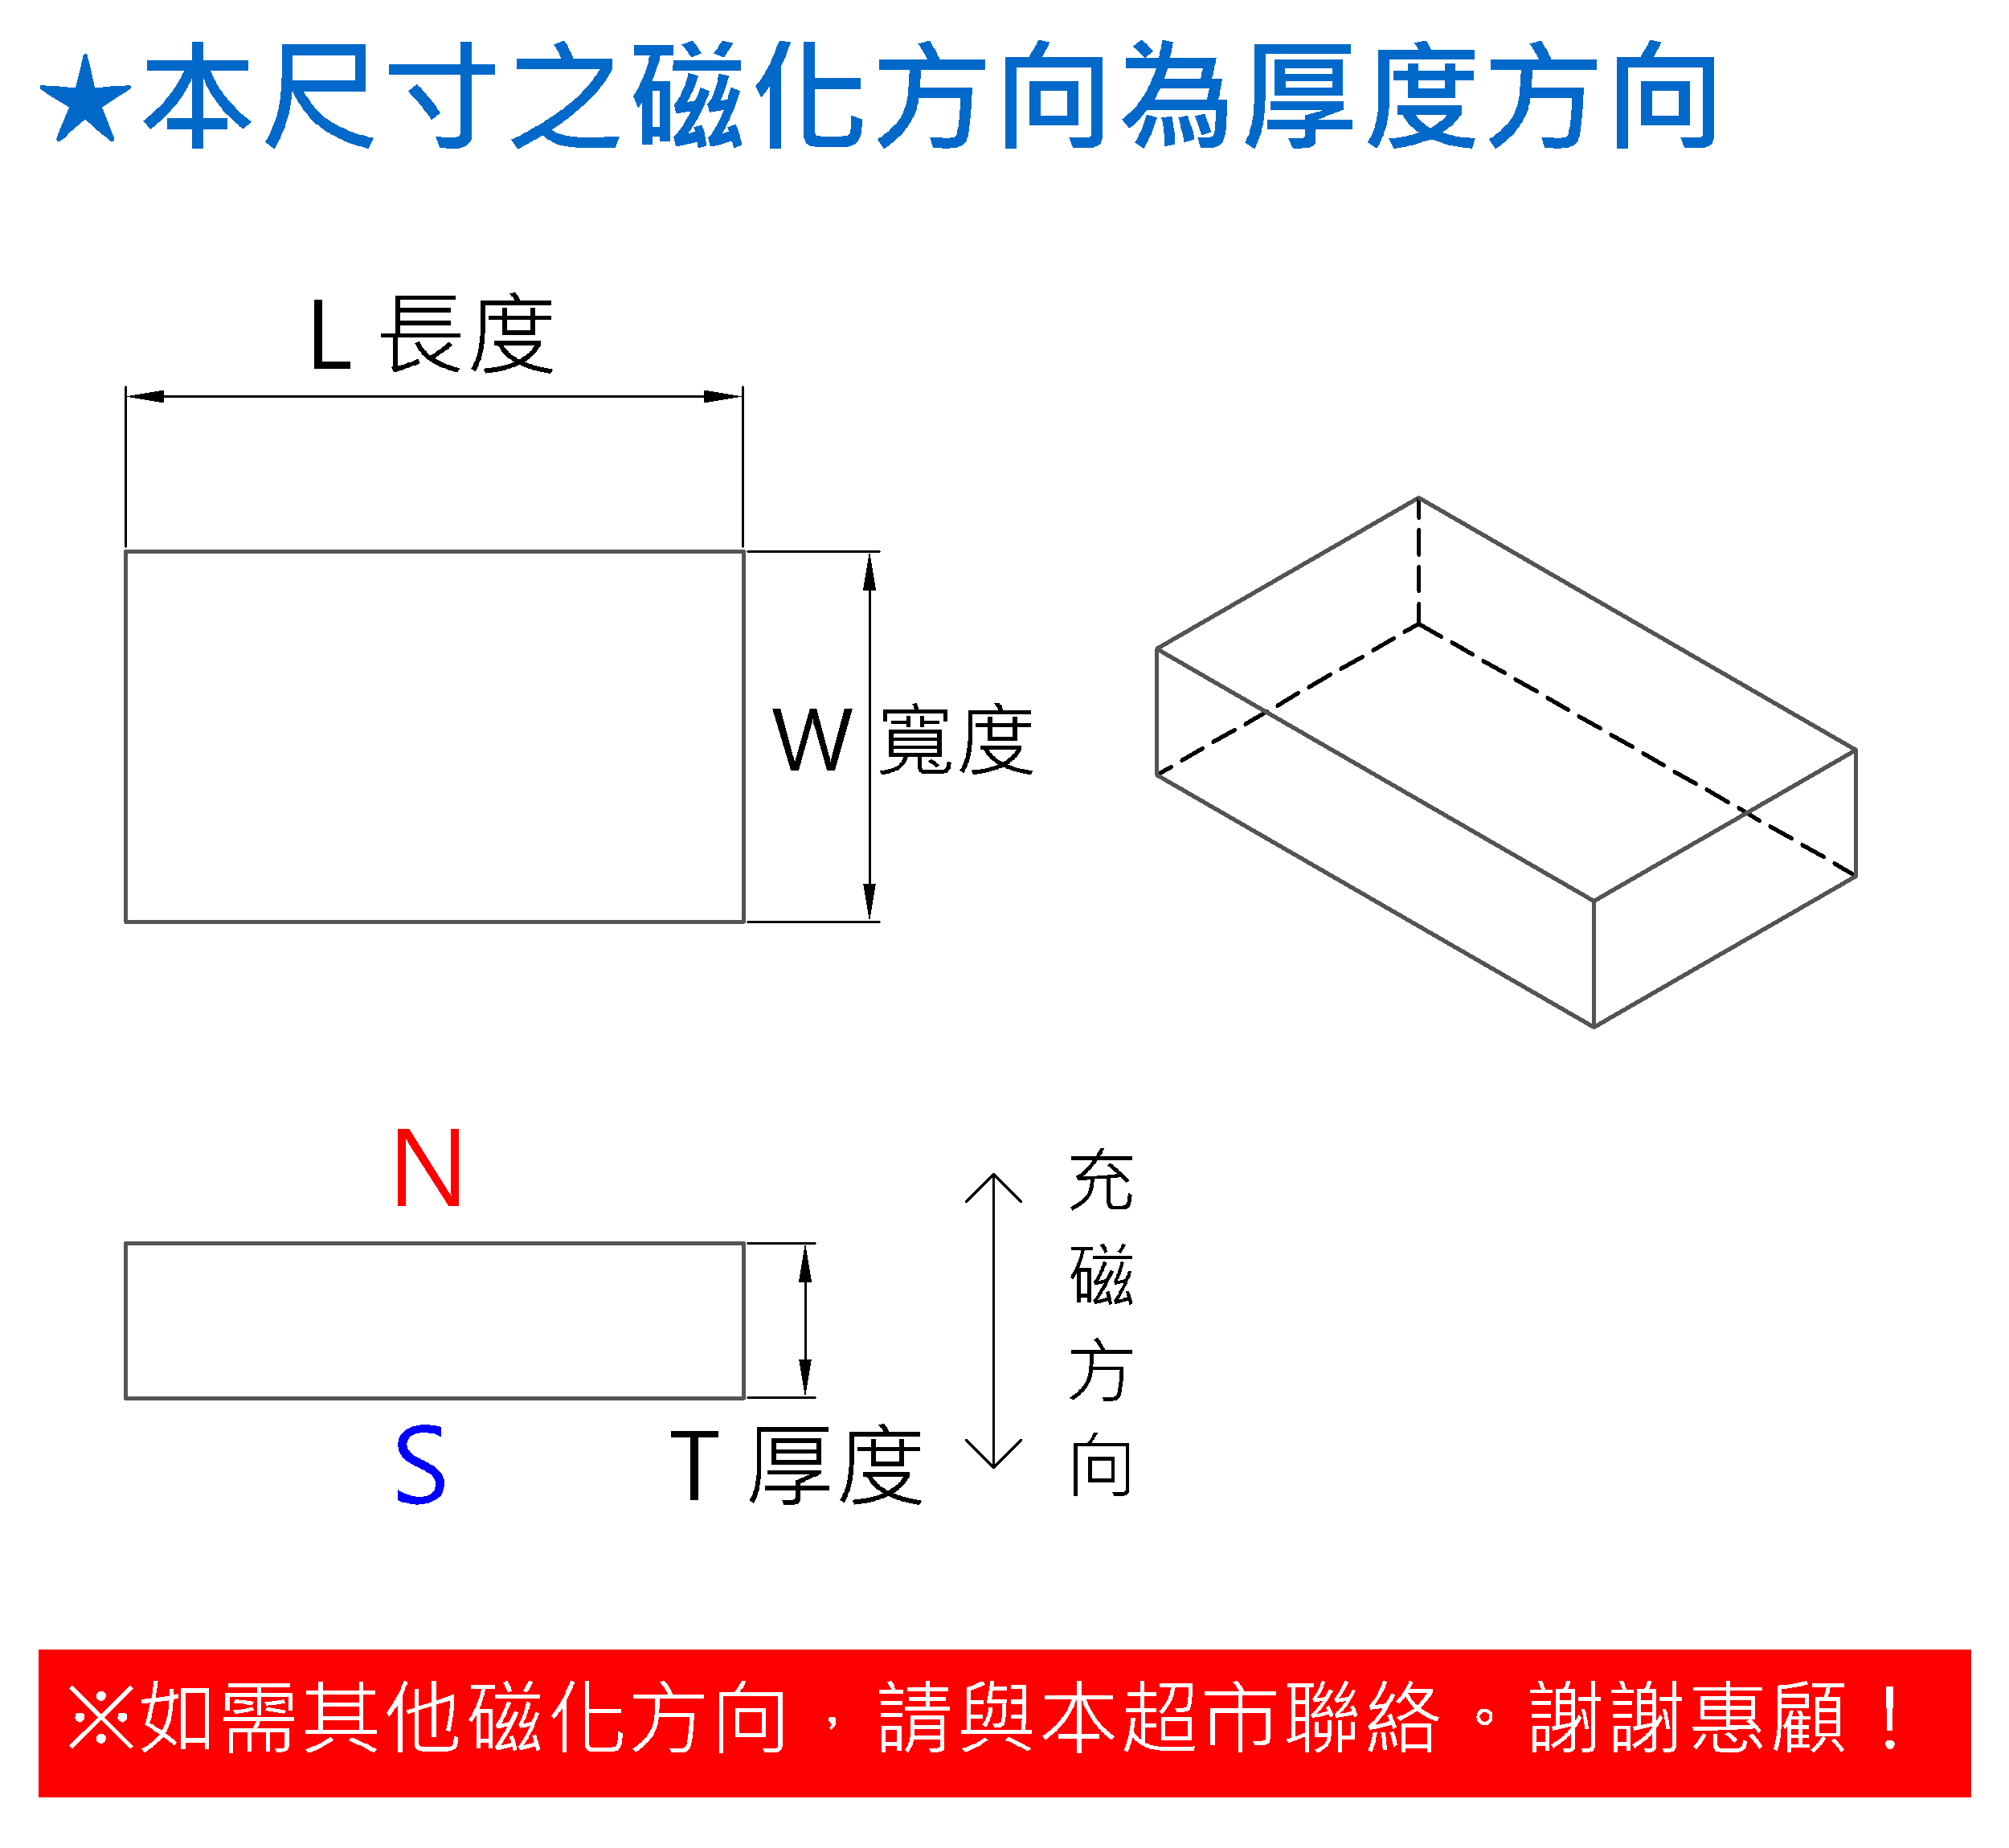 ★本尺寸之磁化方向為厚度方向
L 長度
W 寬度
N
S
T 厚度
充磁方向
※如需其他磁化方向，請與本超市聯絡。謝謝惠顧！